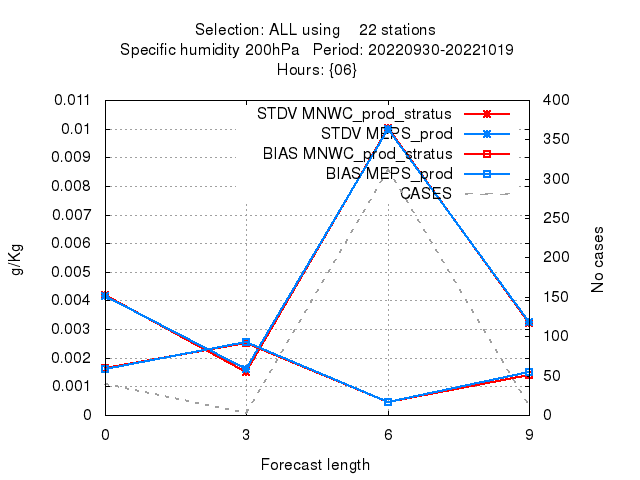 Selection: ALL using 22 stations
Specific humidity 200hPa Period: 20220930-20221019
Hours: {06}
STDV MNWC_prod_stratus
STDV MEPS_prod
BIAS MNWC_prod_stratus
BIAS MEPS_prod
CASES
0.011
0.01
0.009
0.008
0.007
0.006
0.005
0.004
0.003
0.002
0.001
0
g/Kg
400
350
300
250
200
150
100
50
0
No cases
0 3 6 9
Forecast length